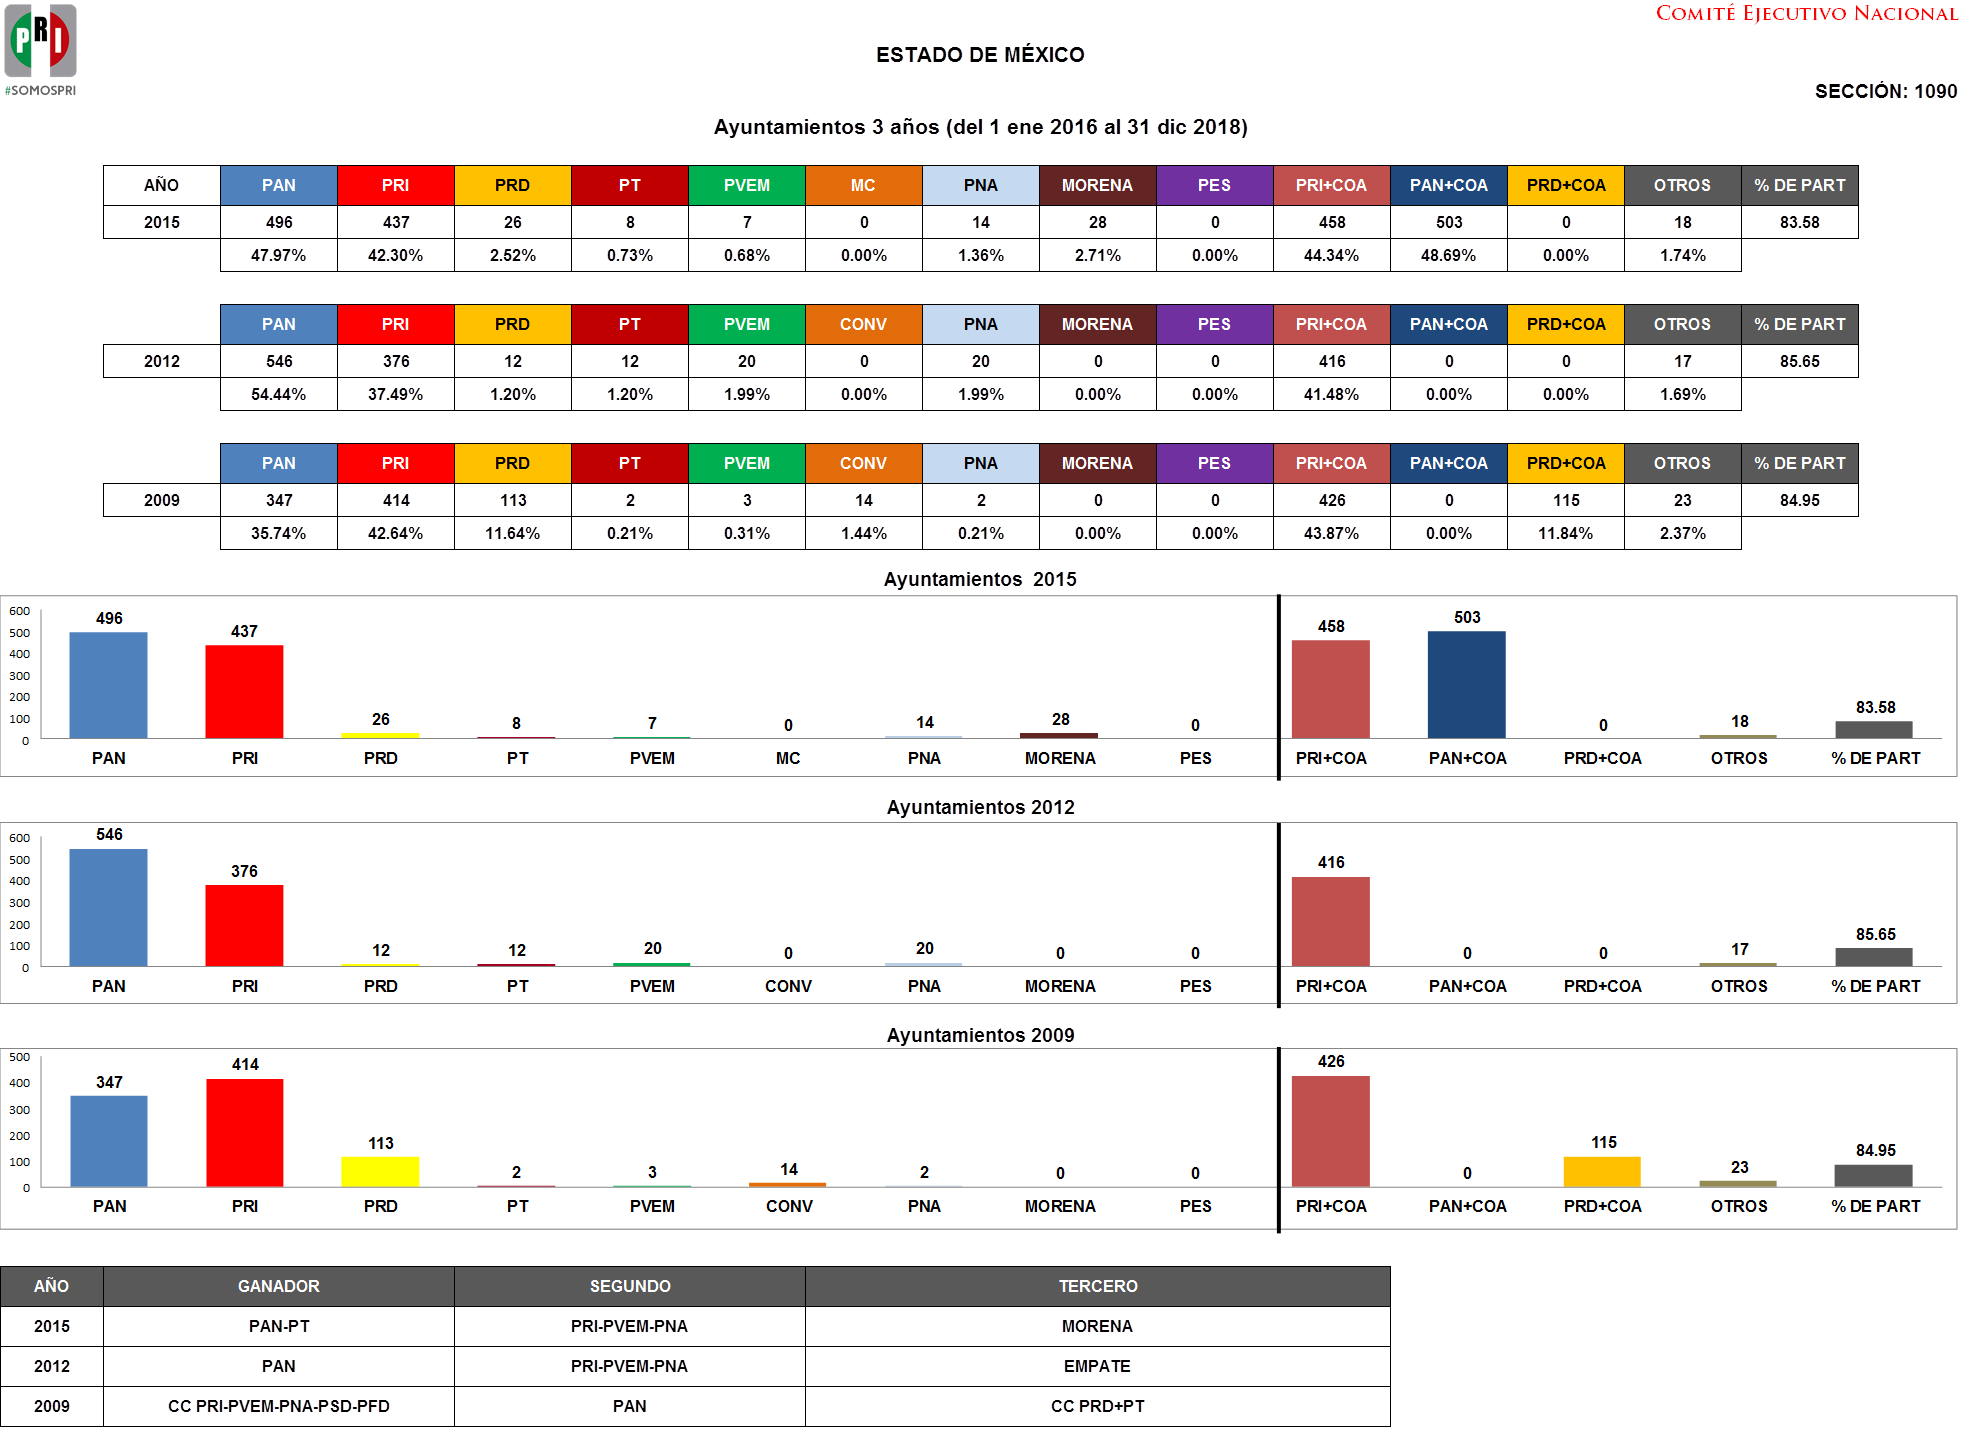 PRI
#SOMOSPRI
COMITÉ EJECUTIVO NACIONAL
ESTADO DE MÉXICO
SECCIÓN: 1090
Ayuntamientos 3 años (del 1 ene 2016 al 31 dic 2018)
AÑO PAN PRI PRD PT PVEM MC PNA MORENA PES PRI+COA PAN+COA PRD+COA OTROS % DE PART
2015 496 437 26 8 7 0 14 28 0 458 503 0 18 83.58
47.97% 42.30% 2.52% 0.73% 0.68% 0.00% 1.36% 2.71% 0.00% 44.34% 48.69% 0.00% 1.74%
PAN PRI PRD PT PVEM CONV PNA MORENA PES PRI+COA PAN+COA PRD+COA OTROS % DE PART
2012 546 376 12 12 20 0 20 0 0 416 0 0 17 85.65
54.44% 37.49% 1.20% 1.20% 1.99% 0.00% 1.99% 0.00% 0.00% 41.48% 0.00% 0.00% 1.69%
PAN PRI PRD PT PVEM CONV PNA MORENA PES PRI+COA PAN+COA PRD+COA OTROS % DE PART
2009 347 414 113 2 3 14 2 0 0 426 0 115 23 84.95
35.74% 42.64% 11.64% 0.21% 0.31% 1.44% 0.21% 0.00% 0.00% 43.87% 0.00% 11.84% 2.37%
Ayuntamientos 2015
600
500
400
300
200
100
0
496 437 26 8 7 0 14 28 0 458 503 0 18 83.58
PAN PRI PRD PT PVEM MC PNA MORENA PES PRI+COA PAN+COA PRD+COA OTROS % DE PART
Ayuntamientos 2012
600
500
400
300
200
100
0
546 376 12 12 20 0 20 0 0 416 0 0 17 85.65
PAN PRI PRD PT PVEM CONV PNA MORENA PES PRI+COA PAN+COA PRD+COA OTROS % DE PART
Ayuntamientos 2009
500
400
300
200
100
0
347 414 113 2 3 14 2 0 0 426 0 115 23 84.95
PAN PRI PRD PT PVEM CONV PNA MORENA PES PRI+COA PAN+COA PRD+COA OTROS % DE PART
AÑO GANADOR SEGUNDO TERCERO
2015 PAN-PT PRI-PVEM-PNA MORENA
2012 PAN PRI-PVEM-PNA EMPATE
2009 CC PRI-PVEM-PNA-PSD-PFD PAN CC PRD+PT